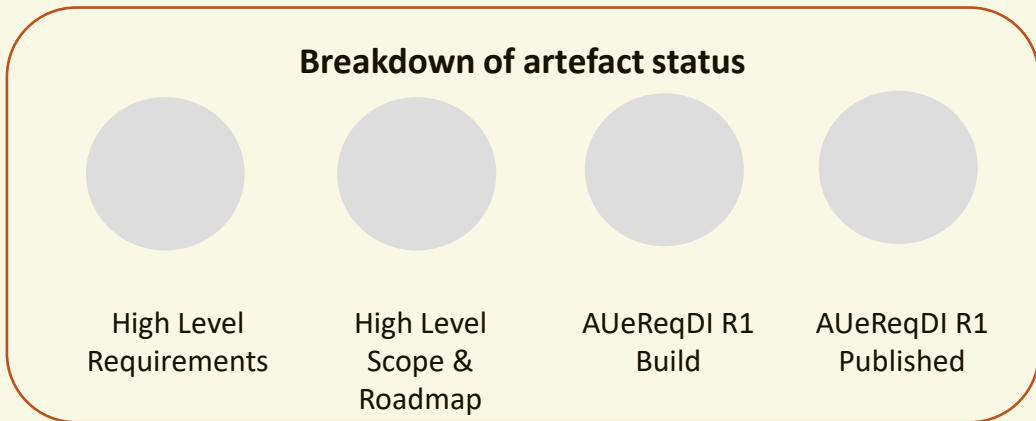 Breakdown of artefact status
High Level
Requirements
High Level
Scope &
Roadmap
AUeReqDI R1
Build
AUeReqDI R1
Published